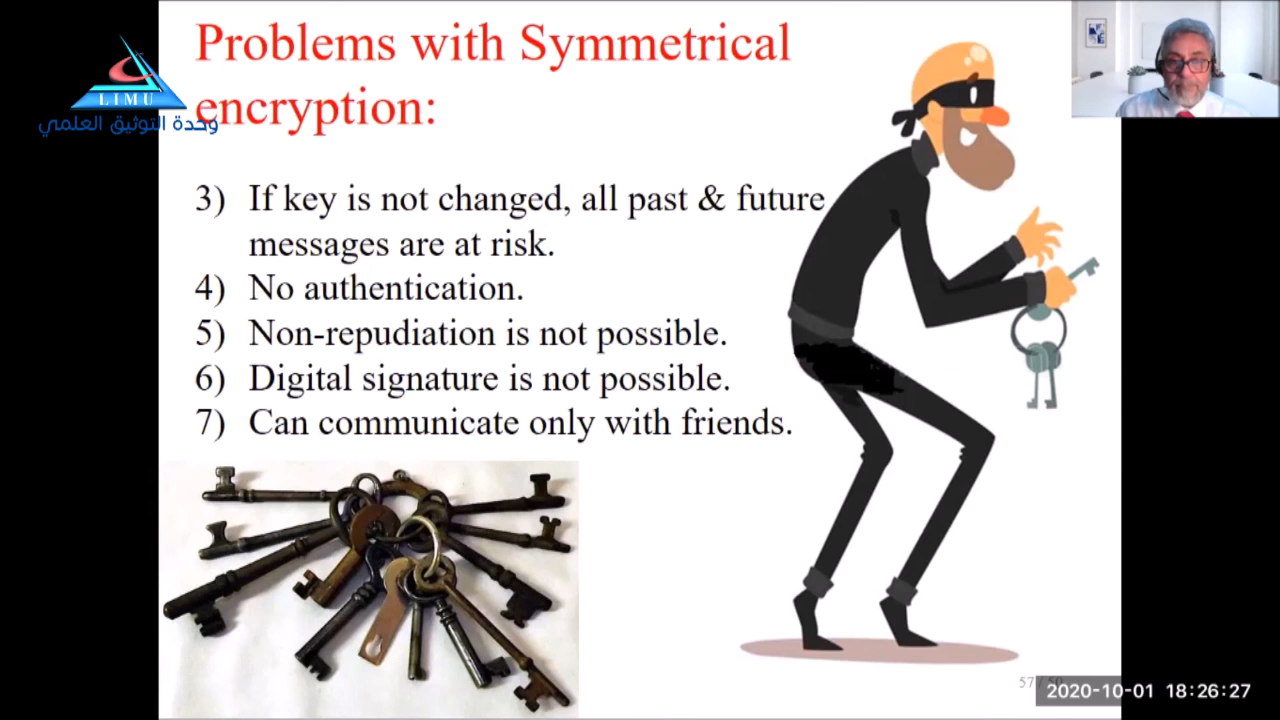 Problems with Symmetrical
encryption:
LIMU
وحدة التوثيق العلمي
3) If key is not changed, all past & future
messages are at risk.
4) No authentication.
5) Non-repudiation is not possible.
6) Digital signature is not possible.
7) Can communicate only with friends.
2020-10-01 18:26:27